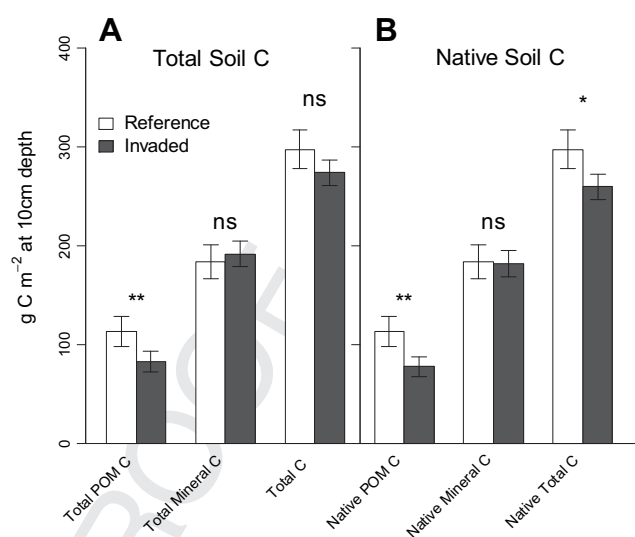 A
B
Total Soil C
Native Soil C
Reference
Invaded
g C m⁻² at 10cm depth
400
300
200
100
0
**
ns
ns
**
ns
*
Total POM C
Total Mineral C
Total C
Native POM C
Native Mineral C
Native Total C